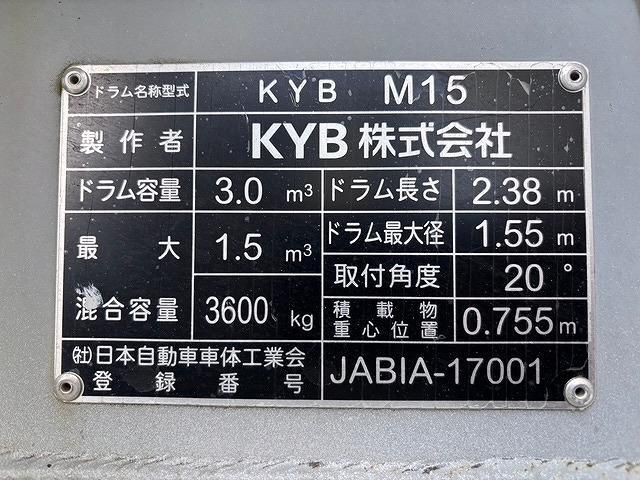 ドラム名称型式 KYB M15
製作者 KYB株式会社
ドラム容量 3.0 m³ ドラム長さ 2.38 m
最大 1.5 m³ ドラム最大径 1.55 m
取付角度 20°
混合容量 3600 kg 積載物重心位置 0.755m
(社)日本自動車車体工業会
登録番号 JABIA-17001